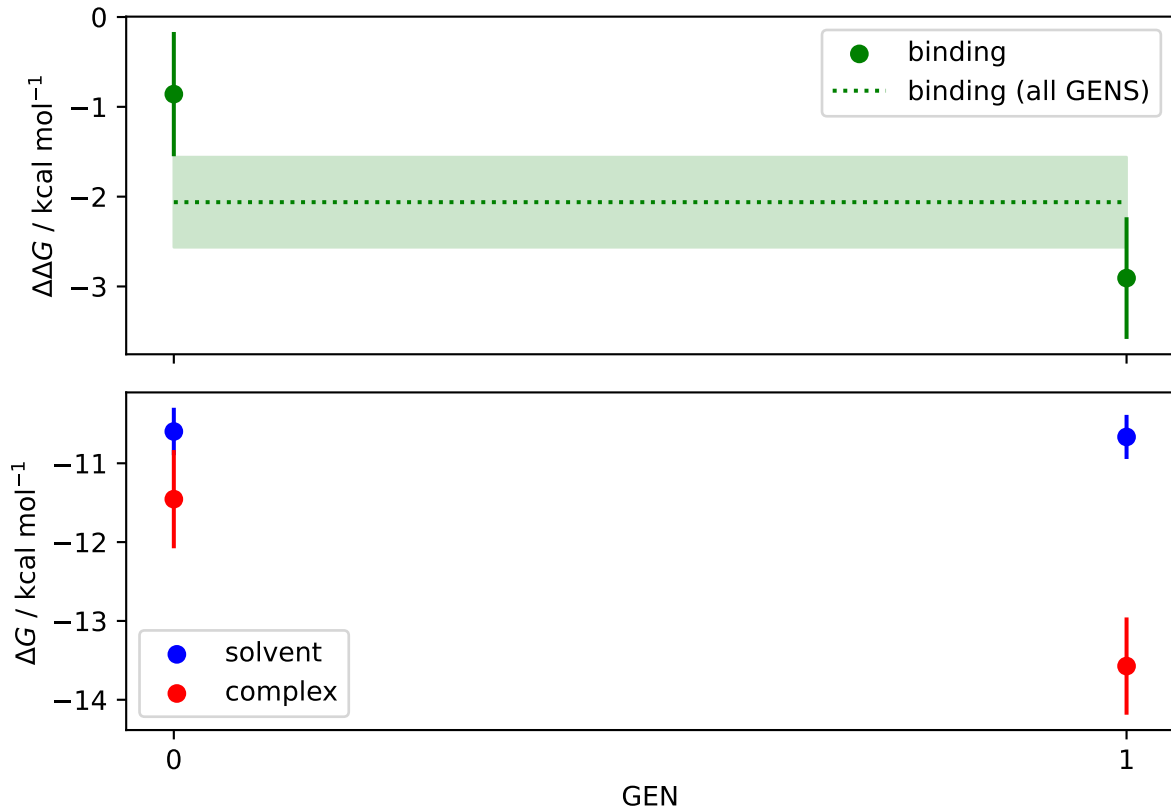 0
−1
−2
−3
ΔΔG / kcal mol⁻¹
binding
binding (all GENS)
−11
−12
−13
−14
ΔG / kcal mol⁻¹
solvent
complex
0 1
GEN